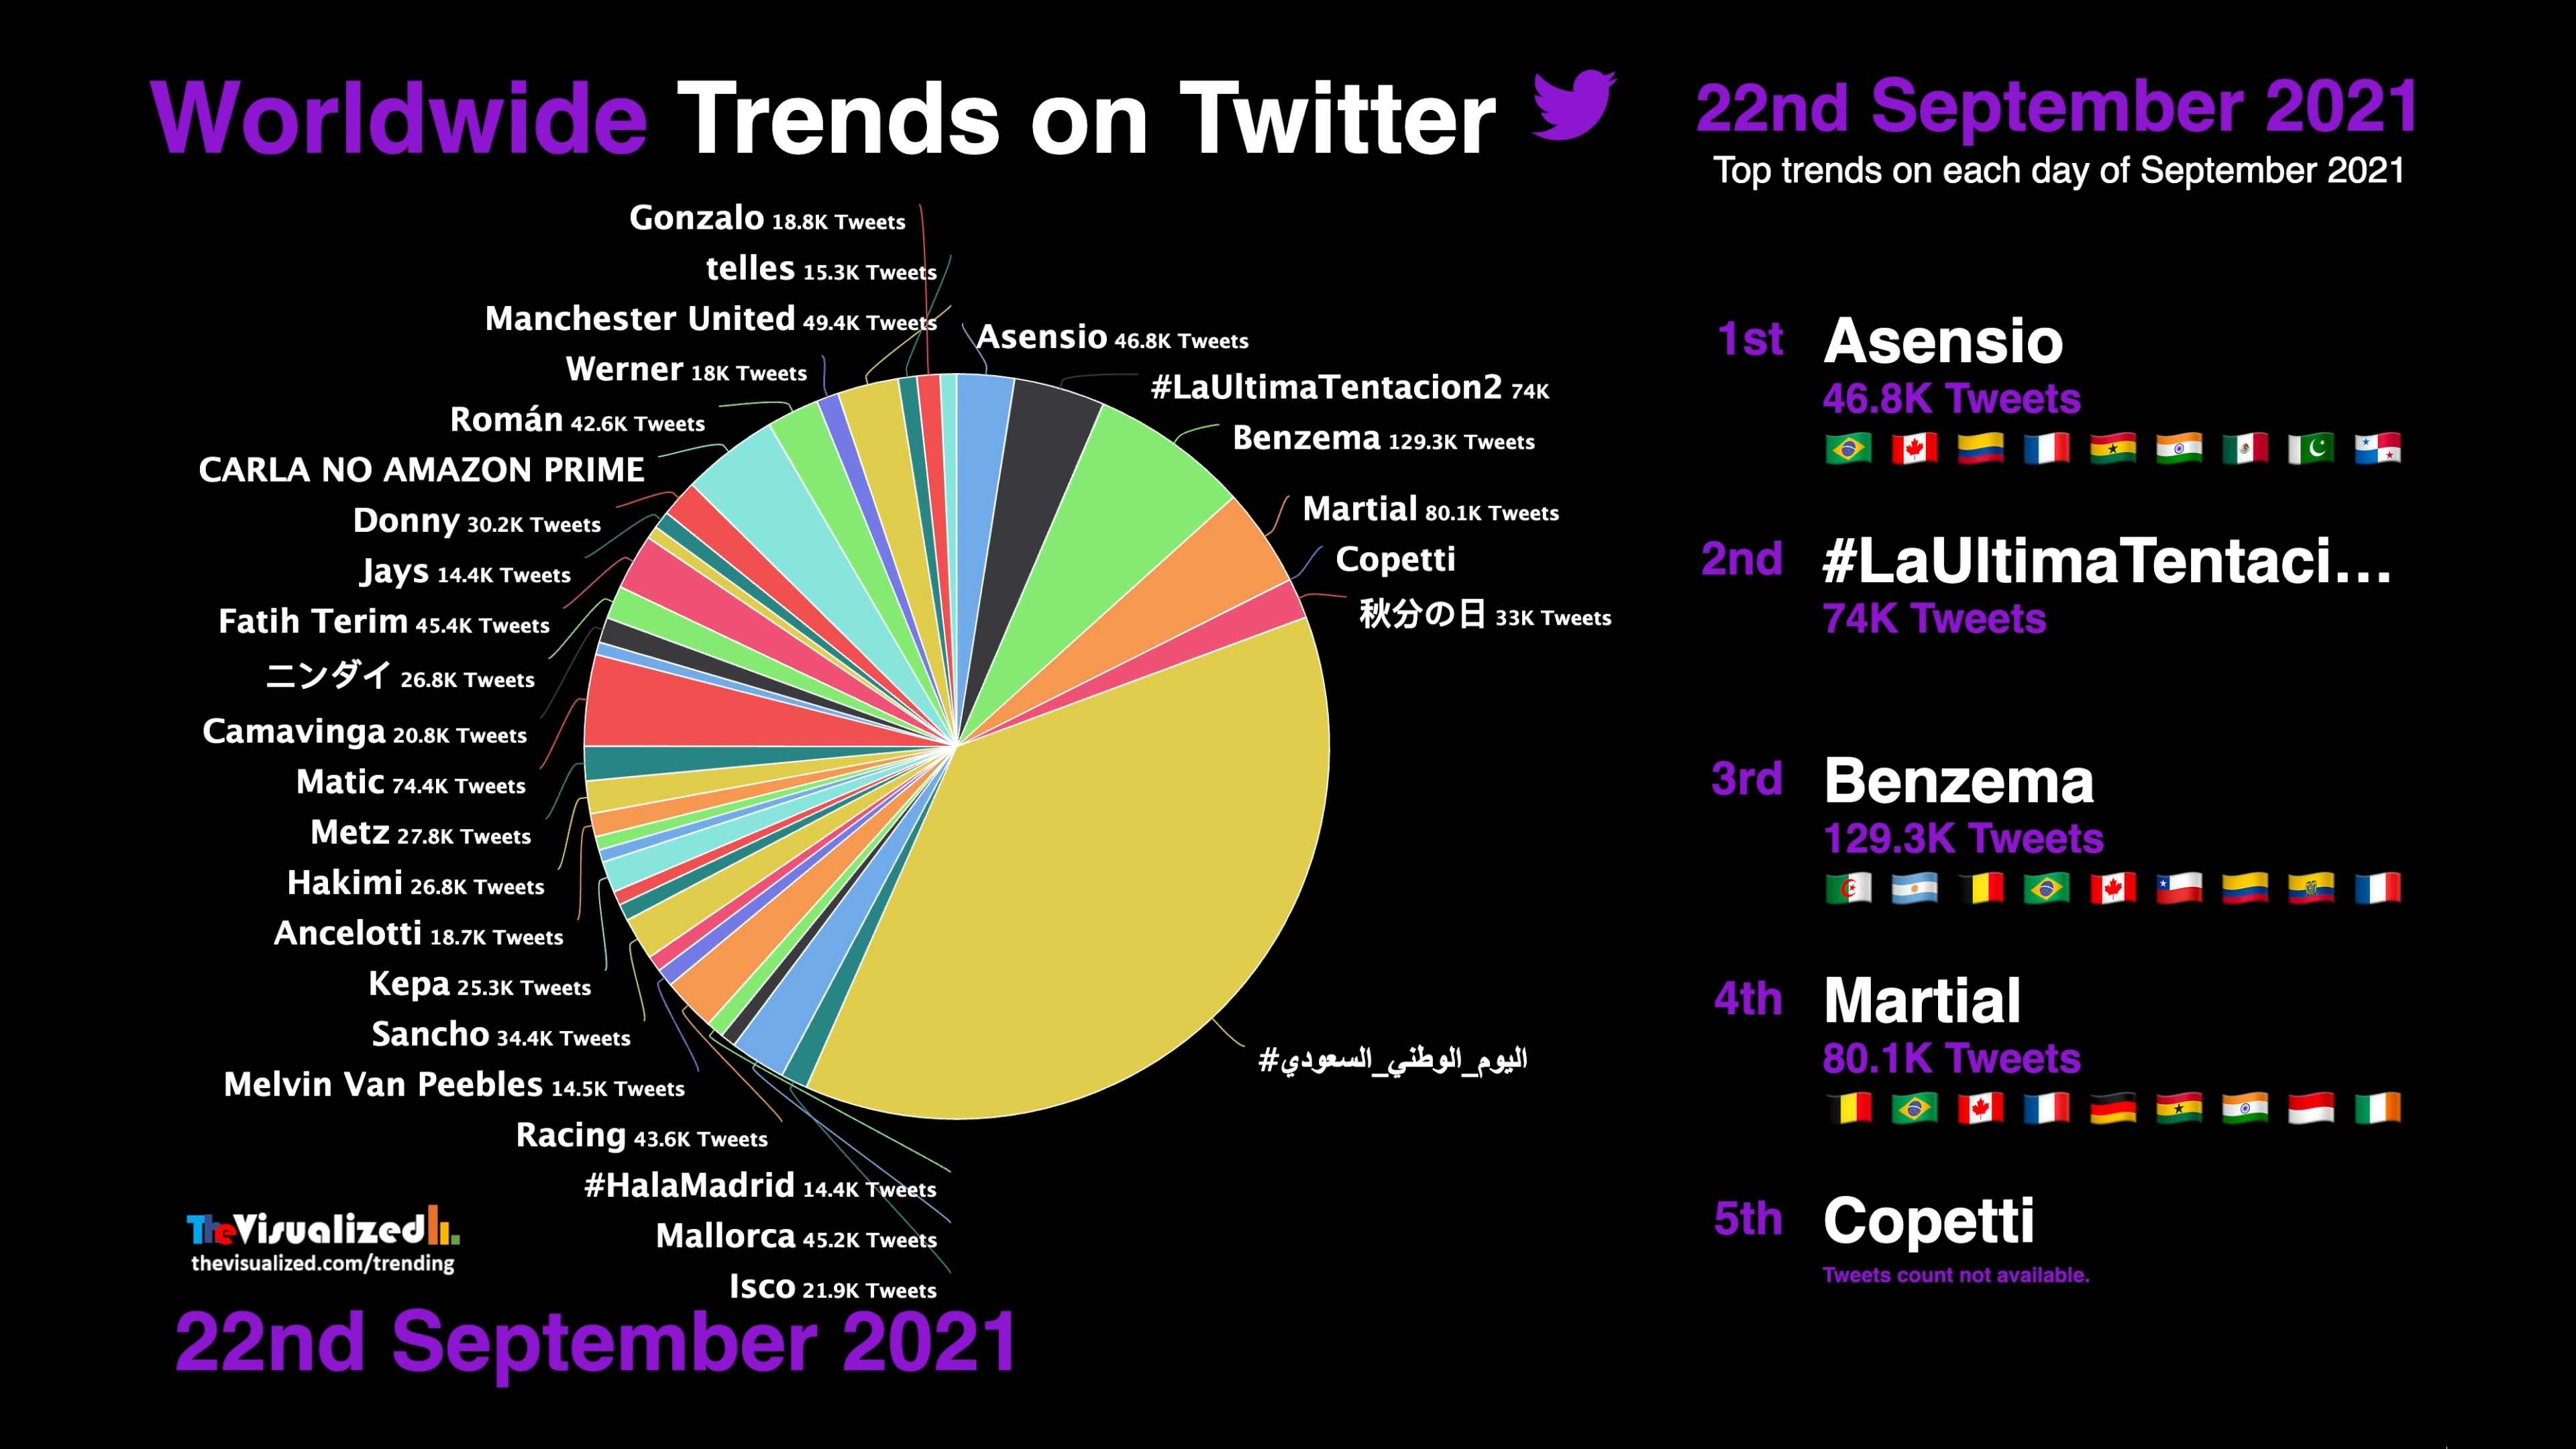 Worldwide Trends on Twitter
22nd September 2021
Top trends on each day of September 2021
Gonzalo 18.8K Tweets
telles 15.3K Tweets
Manchester United 49.4K Tweets
Werner 18K Tweets
Román 42.6K Tweets
CARLA NO AMAZON PRIME
Donny 30.2K Tweets
Jays 14.4K Tweets
Fatih Terim 45.4K Tweets
ニンダイ 26.8K Tweets
Camavinga 20.8K Tweets
Matic 74.4K Tweets
Metz 27.8K Tweets
Hakimi 26.8K Tweets
Ancelotti 18.7K Tweets
Kepa 25.3K Tweets
Sancho 34.4K Tweets
Melvin Van Peebles 14.5K Tweets
Racing 43.6K Tweets
#HalaMadrid 14.4K Tweets
Mallorca 45.2K Tweets
Isco 21.9K Tweets
Asensio 46.8K Tweets
#LaUltimaTentacion2 74K
Benzema 129.3K Tweets
Martial 80.1K Tweets
Copetti
秋分の日 33K Tweets
#اليوم_الوطني_السعودي
1st Asensio
46.8K Tweets
2nd #LaUltimaTentaci...
74K Tweets
3rd Benzema
129.3K Tweets
4th Martial
80.1K Tweets
5th Copetti
Tweets count not available.
TheVisualized
thevisualized.com/trending
22nd September 2021